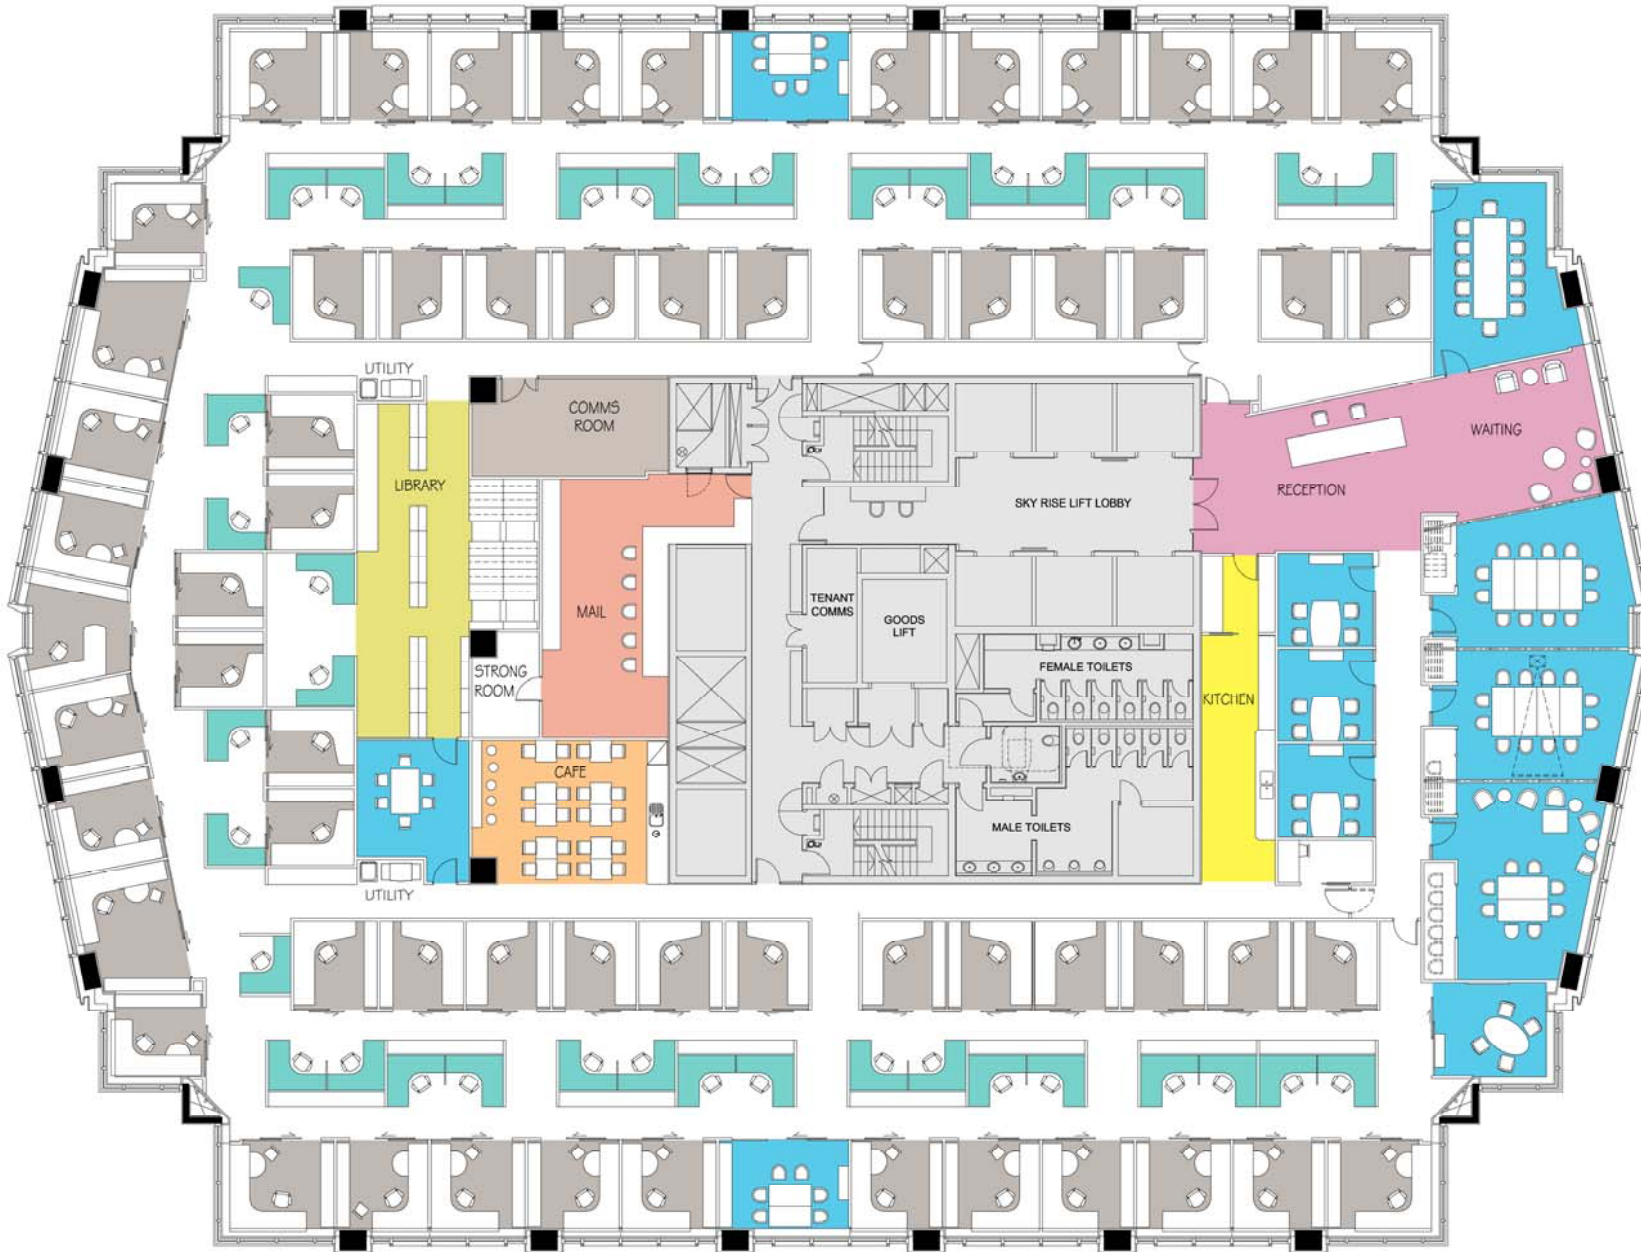 UTILITY
COMMS
ROOM
WAITING
LIBRARY
RECEPTION
SKY RISE LIFT LOBBY
TENANT
COMMS
MAIL
GOODS
LIFT
STRONG
ROOM
FEMALE TOILETS
KITCHEN
CAFE
MALE TOILETS
UTILITY